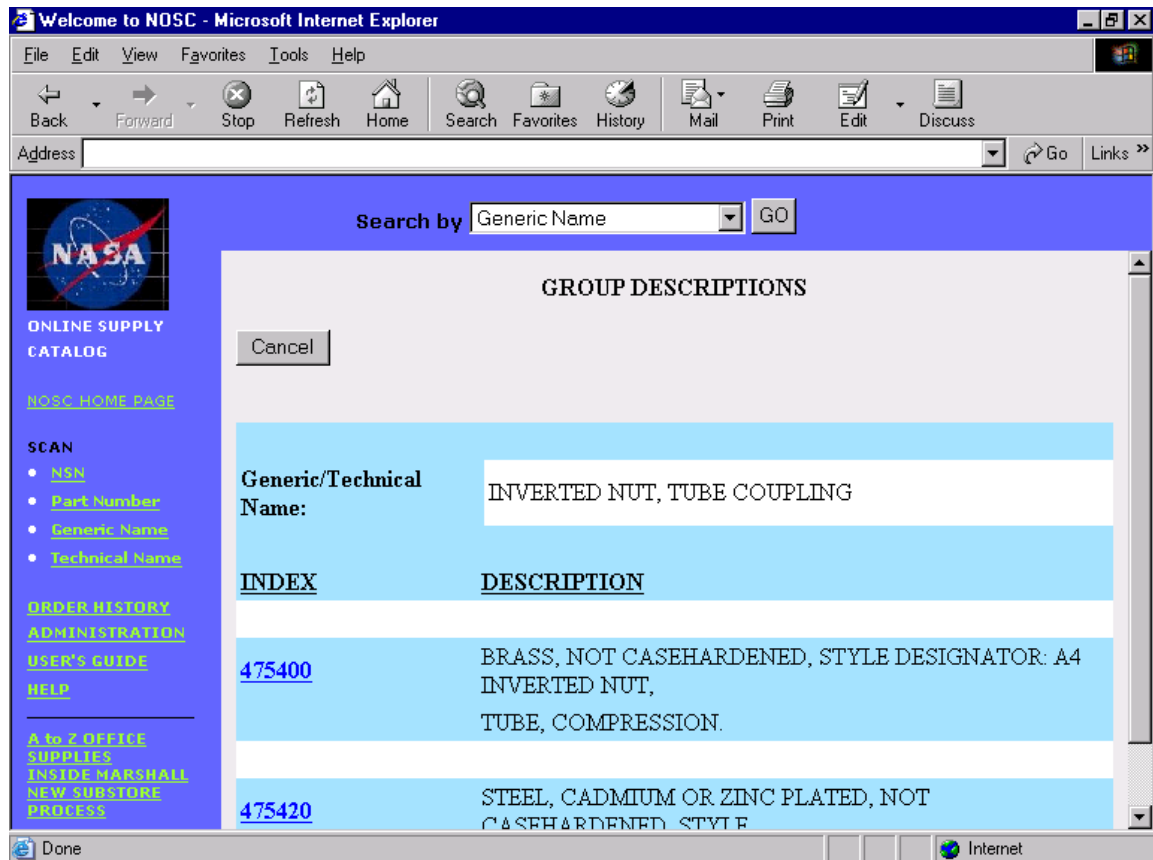 Welcome to NOSC - Microsoft Internet Explorer
File Edit View Favorites Tools Help
Back Forward Stop Refresh Home Search Favorites History Mail Print Edit Discuss
Address Go Links »
Search by Generic Name GO
NASA
ONLINE SUPPLY
CATALOG
NOSC HOME PAGE
SCAN
• NSN
• Part Number
• Generic Name
• Technical Name
ORDER HISTORY
ADMINISTRATION
USER'S GUIDE
HELP
A to Z OFFICE
SUPPLIES
INSIDE MARSHALL
NEW SUBSTORE
PROCESS
GROUP DESCRIPTIONS
Cancel
Generic/Technical
Name:
INVERTED NUT, TUBE COUPLING
INDEX DESCRIPTION
475400
BRASS, NOT CASEHARDENED, STYLE DESIGNATOR: A4
INVERTED NUT,
TUBE, COMPRESSION.
475420
STEEL, CADMIUM OR ZINC PLATED, NOT
CASEHARDENED, STYLE
Done Internet